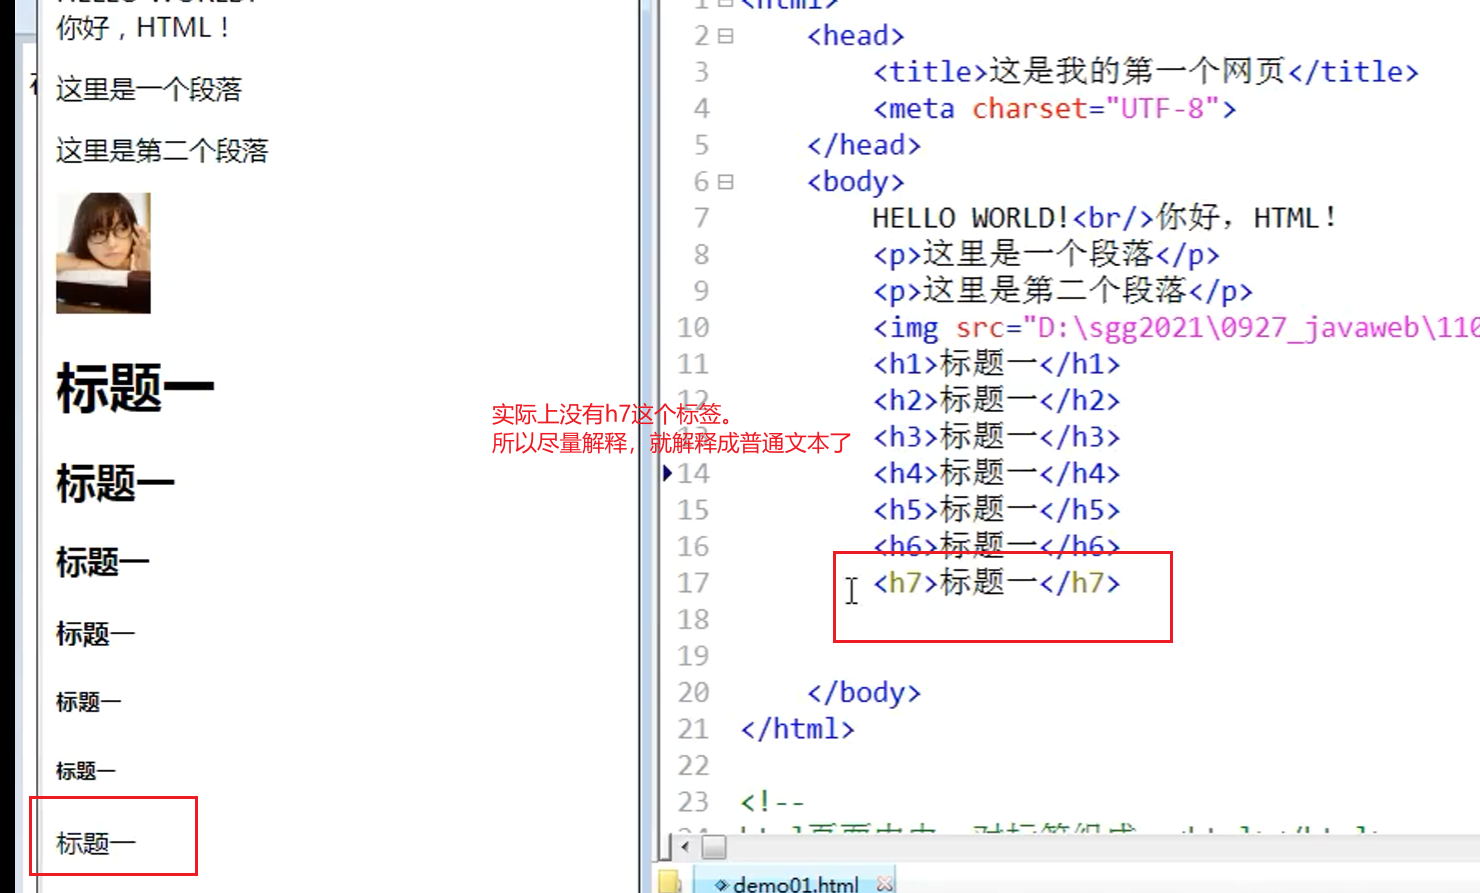 你好，HTML！
这里是一个段落
这里是第二个段落
标题一
标题一
标题一
标题一
标题一
标题一
标题一
实际上没有h7这个标签。
所以尽量解释，就解释成普通文本了
1 <html>
2 <head>
3 <title>这是我的第一个网页</title>
4 <meta charset="UTF-8">
5 </head>
6 <body>
7 HELLO WORLD!<br/>你好，HTML！
8 <p>这里是一个段落</p>
9 <p>这里是第二个段落</p>
10 <img src="D:\sgg2021\0927_javaweb\110
11 <h1>标题一</h1>
12 <h2>标题一</h2>
13 <h3>标题一</h3>
14 <h4>标题一</h4>
15 <h5>标题一</h5>
16 <h6>标题一</h6>
17 <h7>标题一</h7>
18
19
20 </body>
21 </html>
22
23 <!--
demo01.html